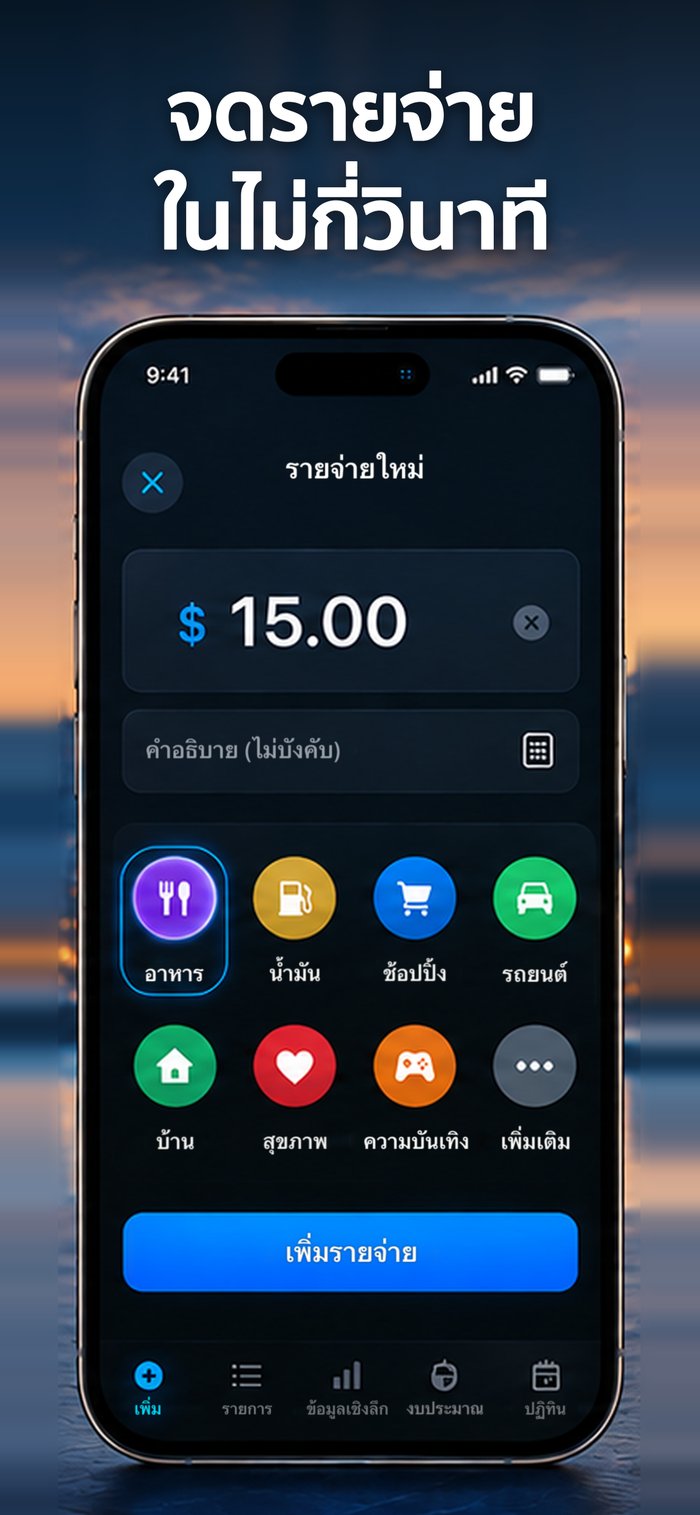 จดรายจ่าย
ในไม่กี่วินาที
9:41
รายจ่ายใหม่
$ 15.00
คำอธิบาย (ไม่บังคับ)
อาหาร น้ำมัน ช้อปปิ้ง รถยนต์
บ้าน สุขภาพ ความบันเทิง เพิ่มเติม
เพิ่มรายจ่าย
เพิ่ม รายการ ข้อมูลเชิงลึก งบประมาณ ปฏิทิน